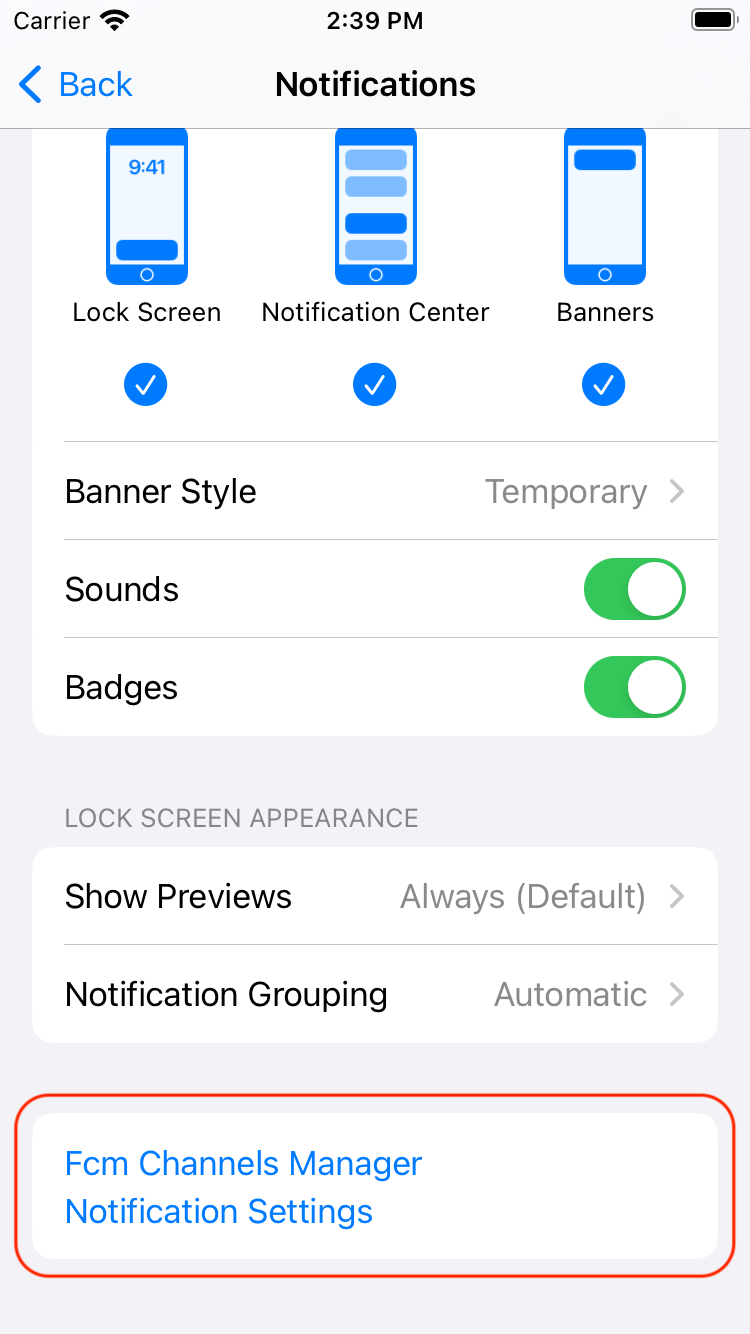 Carrier 2:39 PM
Back Notifications
9:41
Lock Screen Notification Center Banners
Banner Style Temporary
Sounds
Badges
LOCK SCREEN APPEARANCE
Show Previews Always (Default)
Notification Grouping Automatic
Fcm Channels Manager
Notification Settings